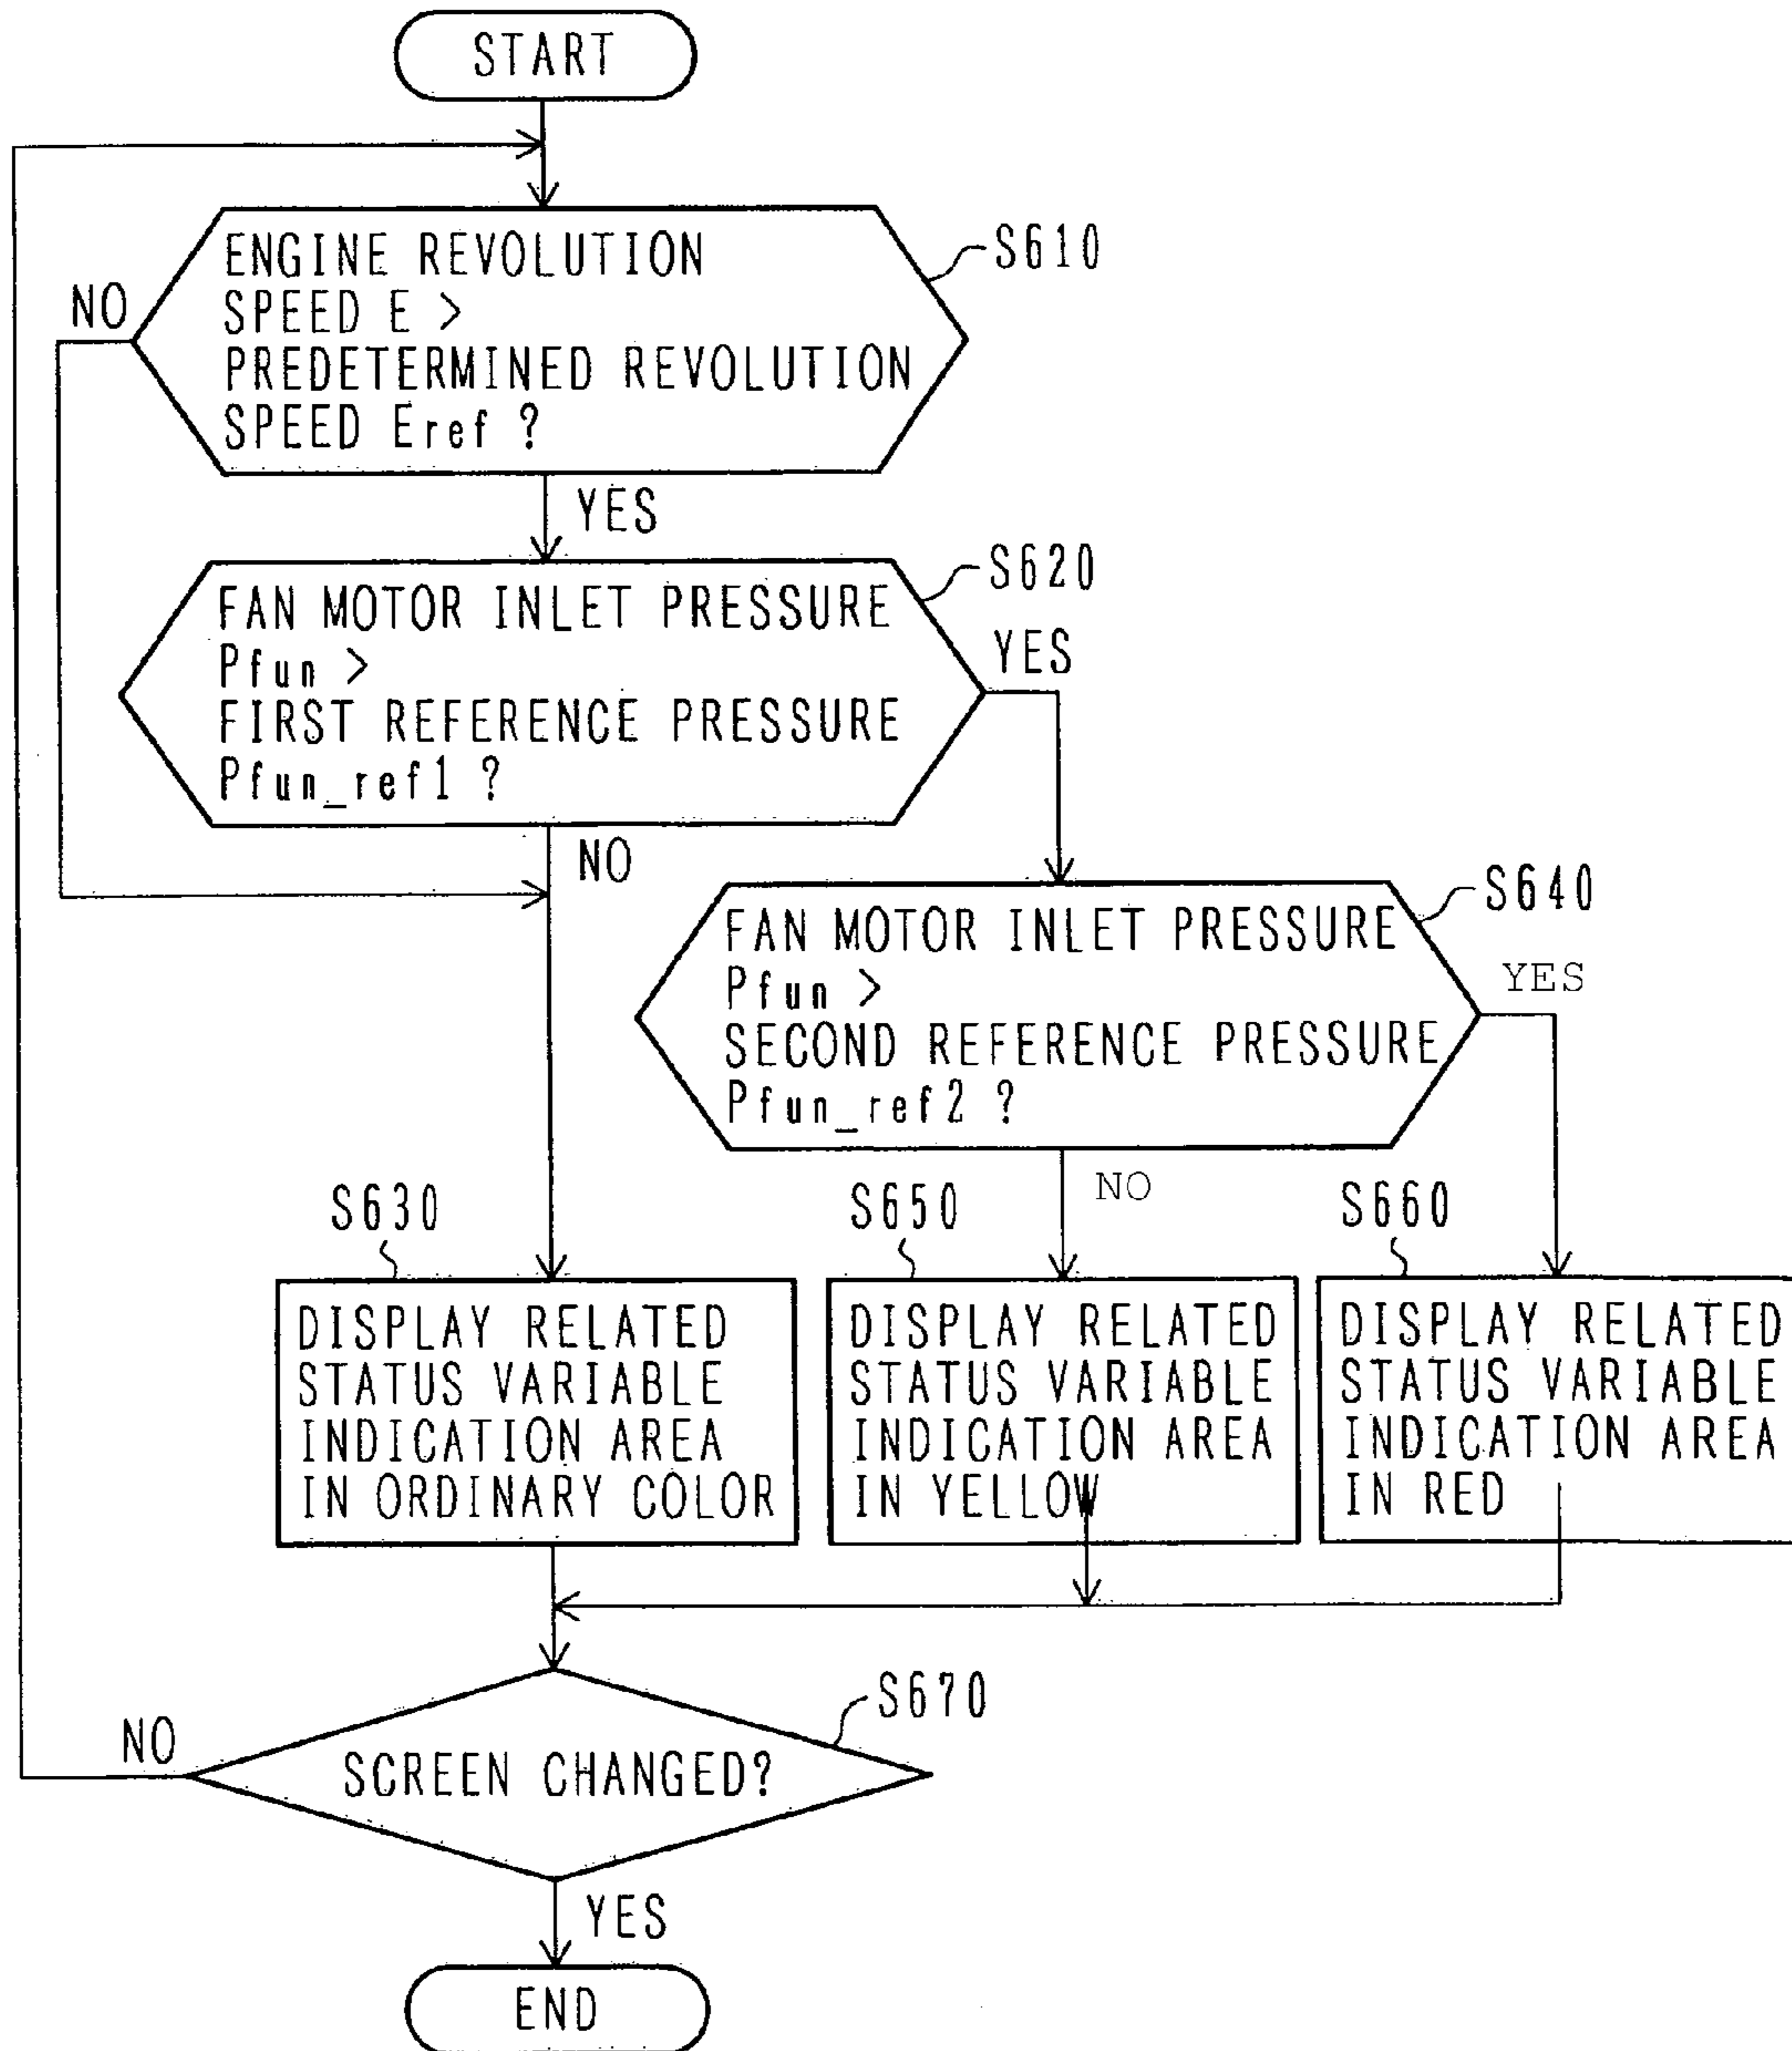 START
ENGINE REVOLUTION
SPEED E >
PREDETERMINED REVOLUTION
SPEED Eref ?
S610
NO
YES
FAN MOTOR INLET PRESSURE
Pfun >
FIRST REFERENCE PRESSURE
Pfun_ref1 ?
S620
YES
NO
FAN MOTOR INLET PRESSURE
Pfun >
SECOND REFERENCE PRESSURE
Pfun_ref2 ?
S640
YES
NO
S630
DISPLAY RELATED
STATUS VARIABLE
INDICATION AREA
IN ORDINARY COLOR
S650
DISPLAY RELATED
STATUS VARIABLE
INDICATION AREA
IN YELLOW
S660
DISPLAY RELATED
STATUS VARIABLE
INDICATION AREA
IN RED
S670
NO
SCREEN CHANGED?
YES
END